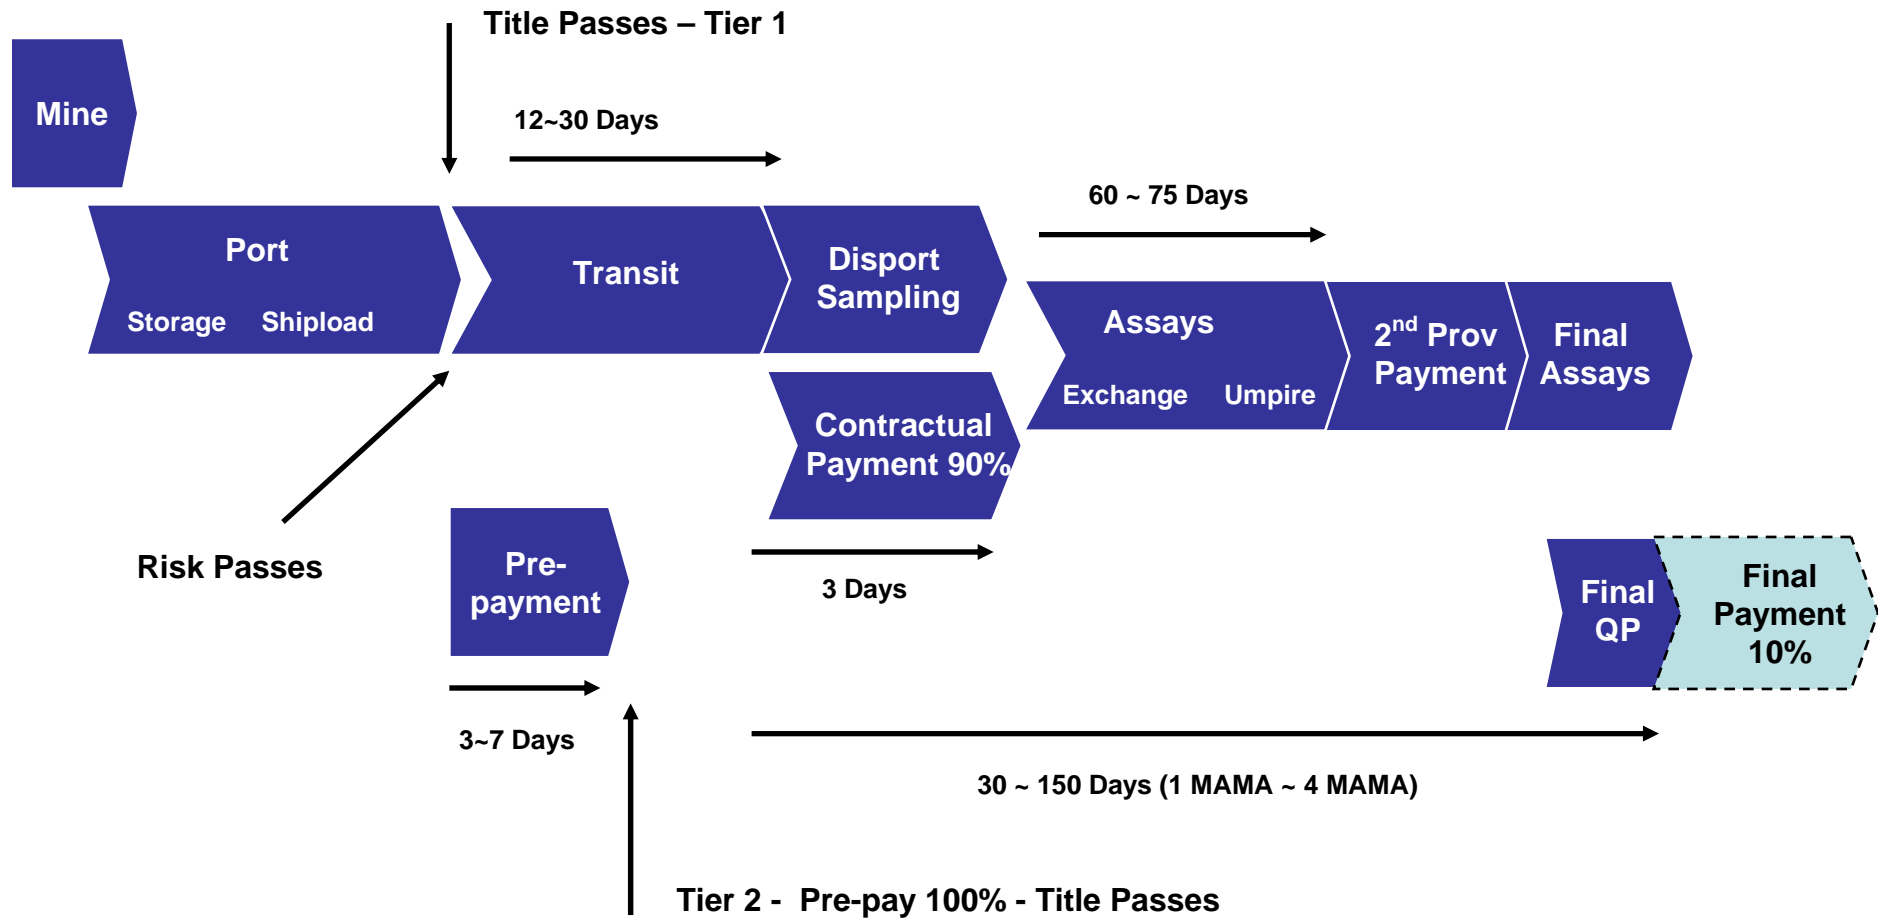 Title Passes – Tier 1
Mine
12~30 Days
60 ~ 75 Days
Port
Storage Shipload
Transit
Disport
Sampling
Assays
Exchange Umpire
2nd Prov
Payment
Final
Assays
Contractual
Payment 90%
Risk Passes
Pre-
payment
3 Days
Final
QP
Final
Payment
10%
3~7 Days
30 ~ 150 Days (1 MAMA ~ 4 MAMA)
Tier 2 - Pre-pay 100% - Title Passes